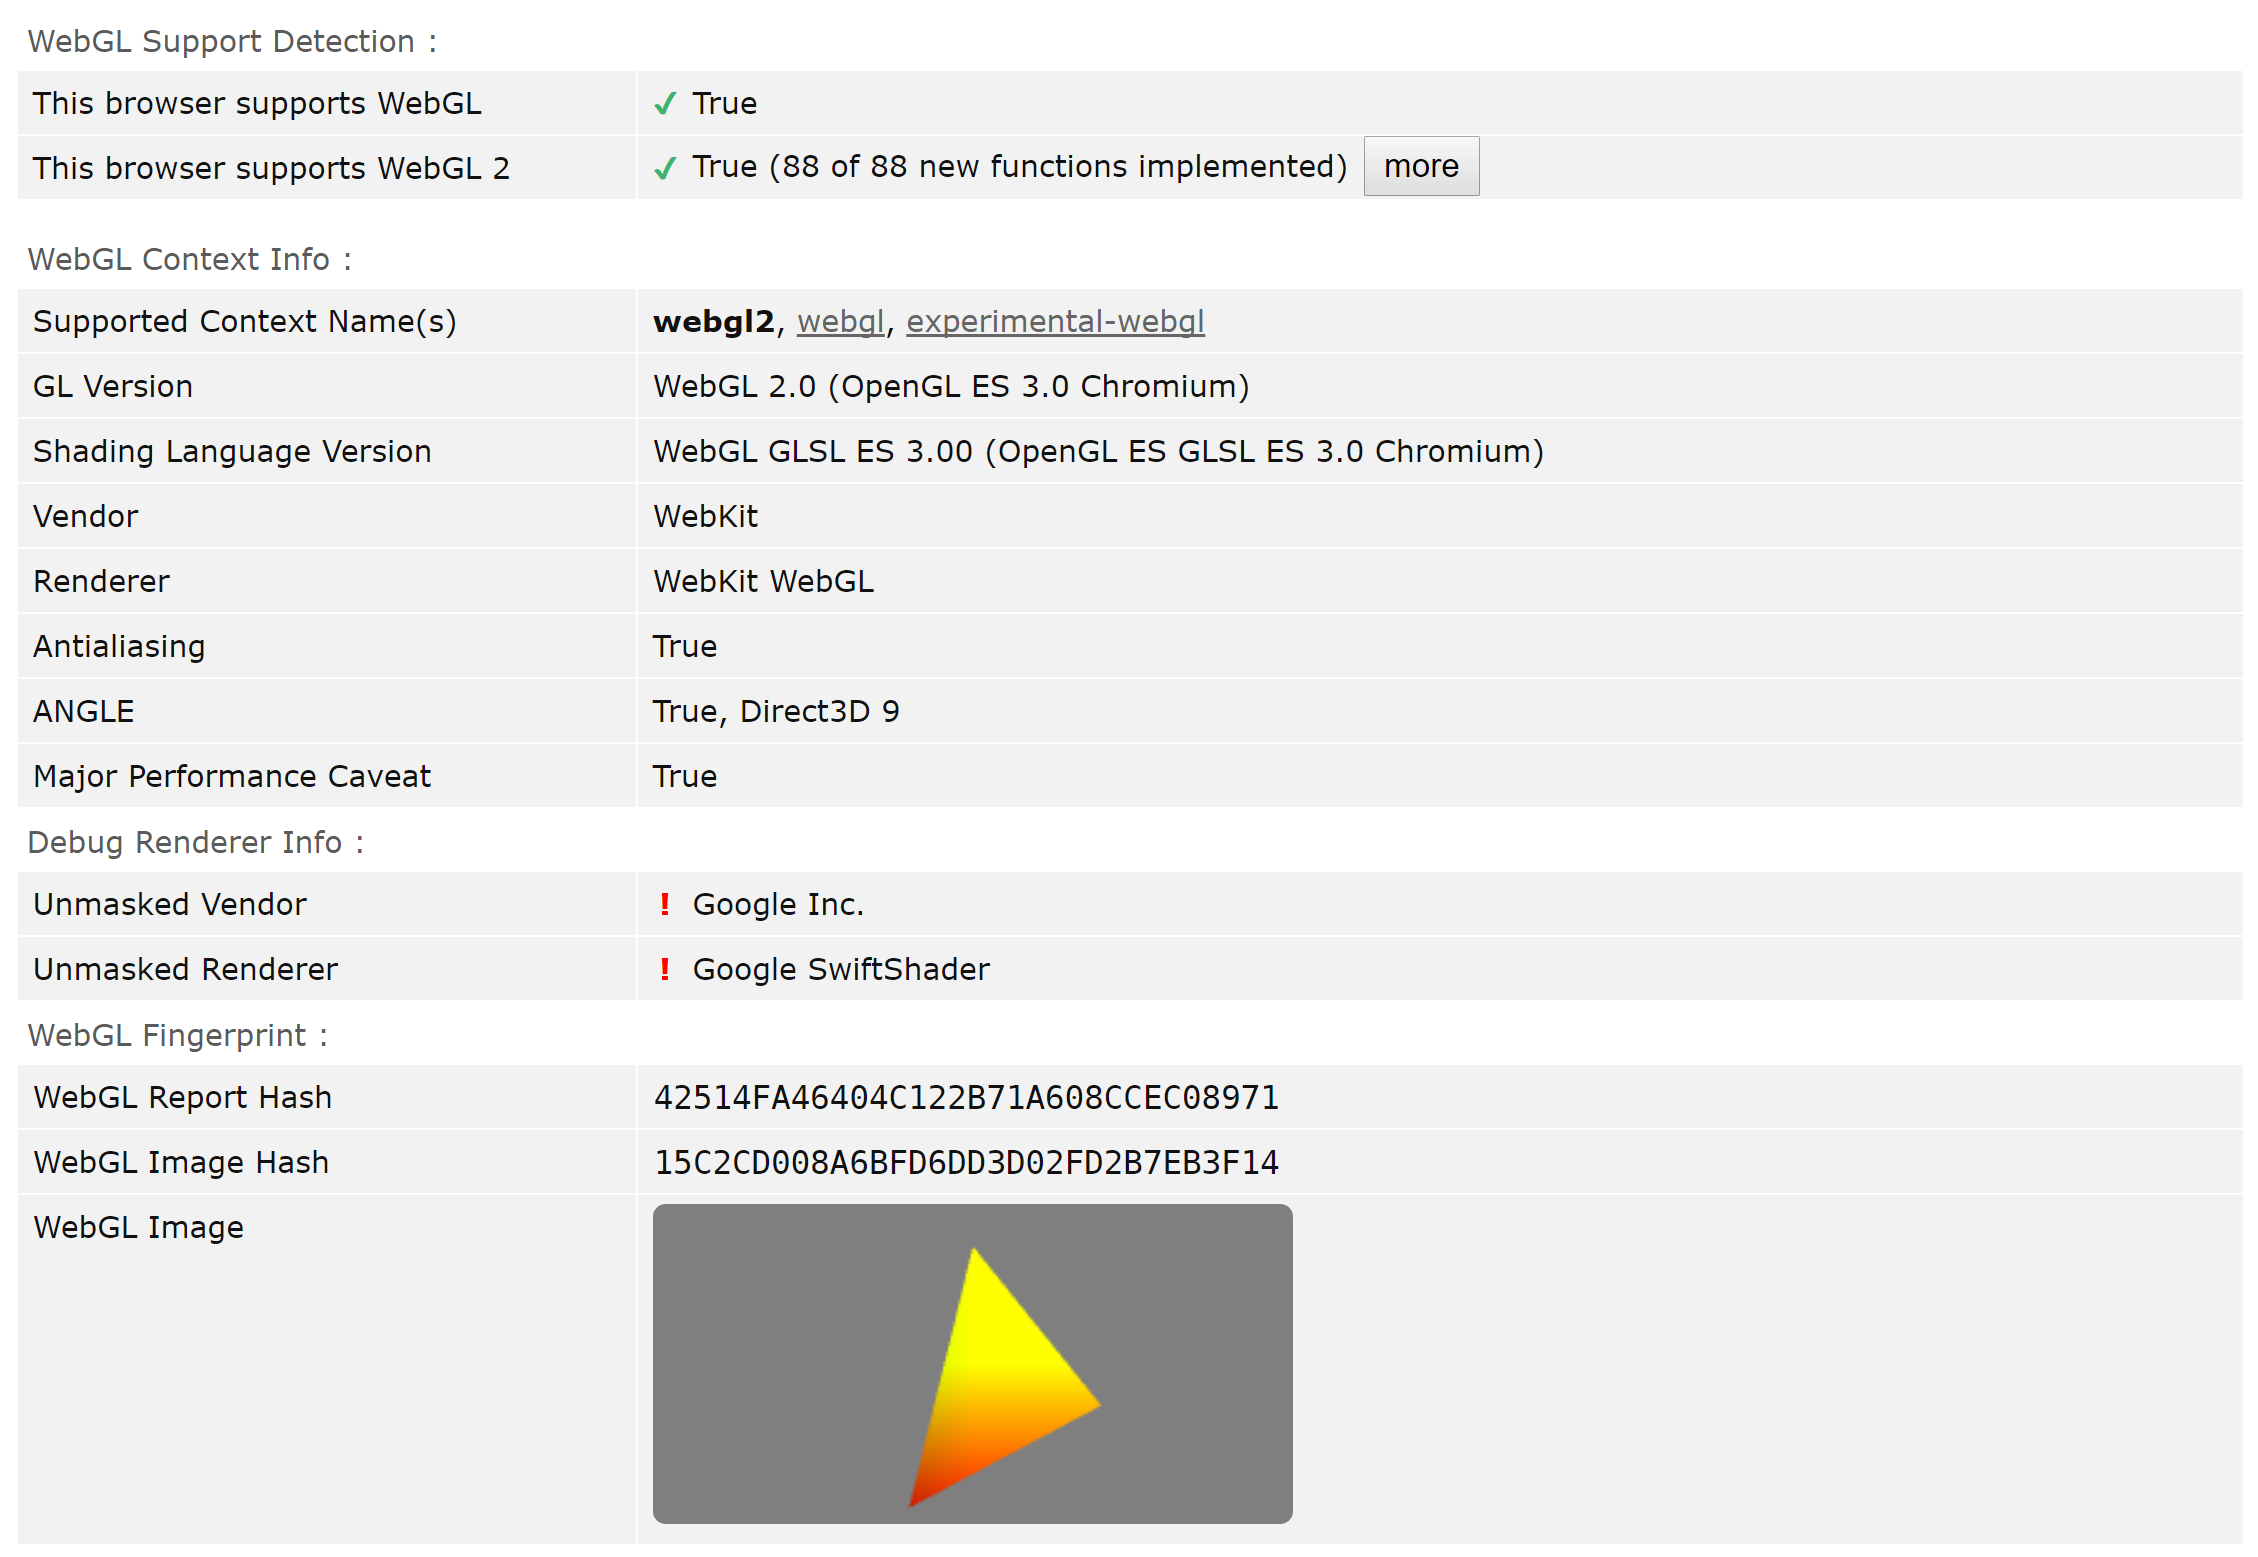 WebGL Support Detection :
This browser supports WebGL ✓ True
This browser supports WebGL 2 ✓ True (88 of 88 new functions implemented) more
WebGL Context Info :
Supported Context Name(s) webgl2, webgl, experimental-webgl
GL Version WebGL 2.0 (OpenGL ES 3.0 Chromium)
Shading Language Version WebGL GLSL ES 3.00 (OpenGL ES GLSL ES 3.0 Chromium)
Vendor WebKit
Renderer WebKit WebGL
Antialiasing True
ANGLE True, Direct3D 9
Major Performance Caveat True
Debug Renderer Info :
Unmasked Vendor ! Google Inc.
Unmasked Renderer ! Google SwiftShader
WebGL Fingerprint :
WebGL Report Hash 42514FA46404C122B71A608CCEC08971
WebGL Image Hash 15C2CD008A6BFD6DD3D02FD2B7EB3F14
WebGL Image